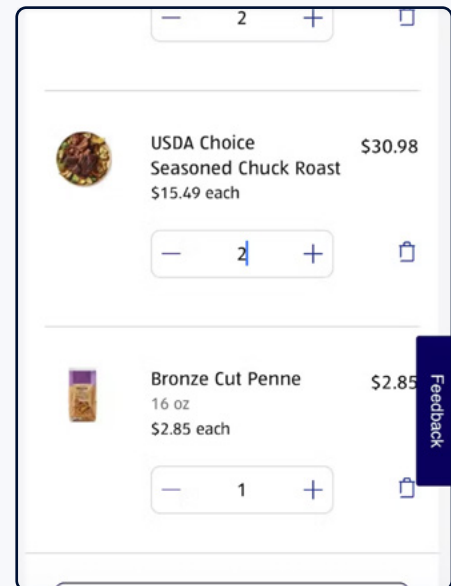 2
USDA Choice
Seasoned Chuck Roast
$30.98
$15.49 each
2
Bronze Cut Penne
$2.85
16 oz
$2.85 each
1
Feedback